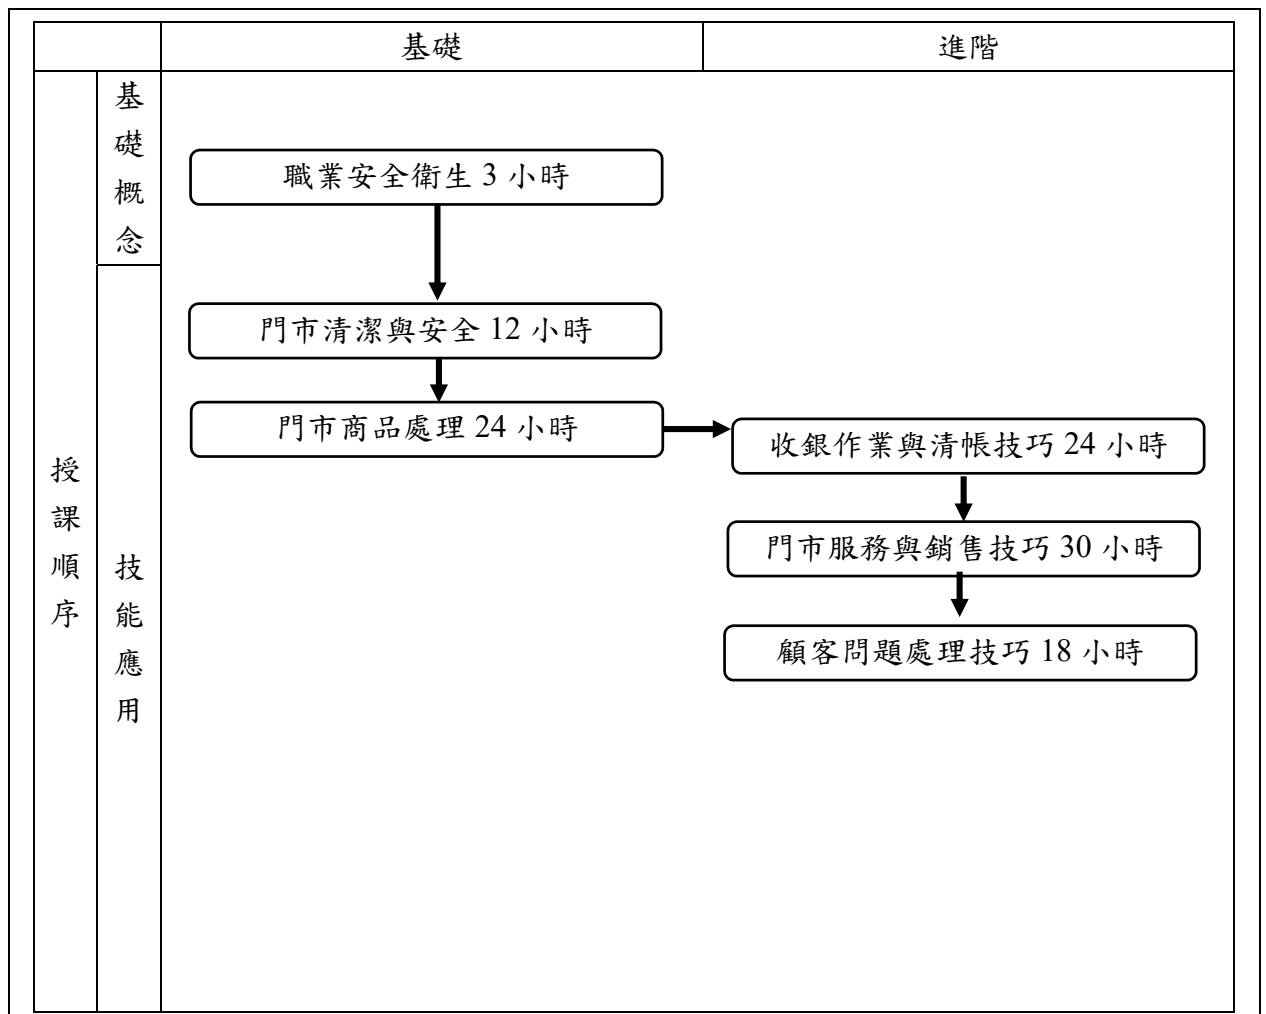 基礎
進階
授課順序
基礎概念
職業安全衛生 3 小時
門市清潔與安全 12 小時
門市商品處理 24 小時
收銀作業與清帳技巧 24 小時
門市服務與銷售技巧 30 小時
顧客問題處理技巧 18 小時
技能應用